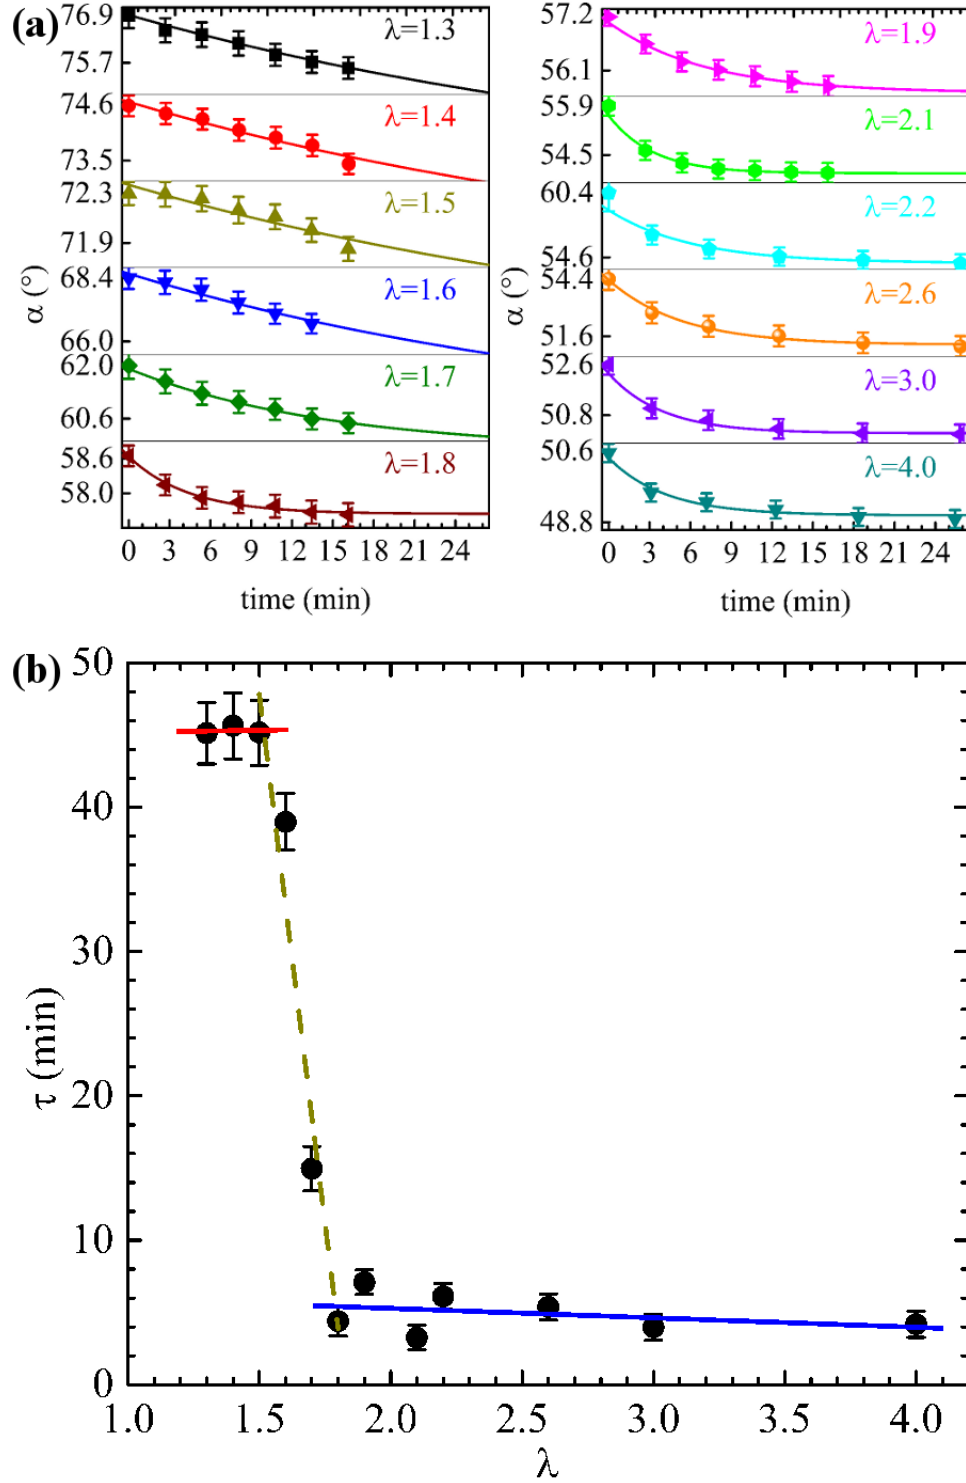 (a)
76.9
75.7
λ=1.3
74.6
73.5
λ=1.4
72.3
71.9
λ=1.5
68.4
66.0
λ=1.6
62.0
60.6
λ=1.7
58.6
58.0
λ=1.8
α (°)
0 3 6 9 12 15 18 21 24
time (min)
57.2
56.1
λ=1.9
55.9
54.5
λ=2.1
60.4
54.6
λ=2.2
54.4
51.6
λ=2.6
52.6
50.8
λ=3.0
50.6
48.8
λ=4.0
α (°)
0 3 6 9 12 15 18 21 24
time (min)
(b)
50
40
30
20
10
0
τ (min)
1.0 1.5 2.0 2.5 3.0 3.5 4.0
λ